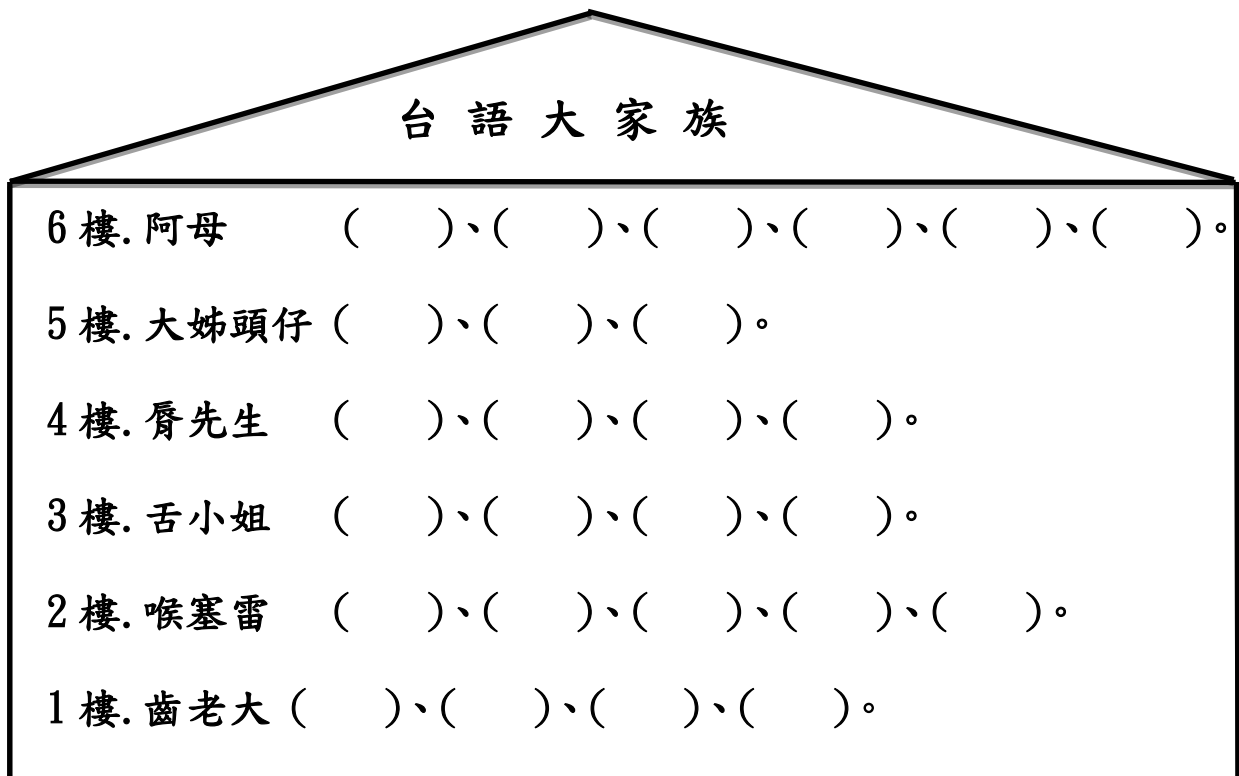 台語大家族
6樓.阿母 ( )、( )、( )、( )、( )、( )。
5樓.大姊頭仔( )、( )、( )。
4樓.脣先生 ( )、( )、( )、( )。
3樓.舌小姐 ( )、( )、( )、( )。
2樓.喉塞雷 ( )、( )、( )、( )、( )。
1樓.齒老大( )、( )、( )、( )。